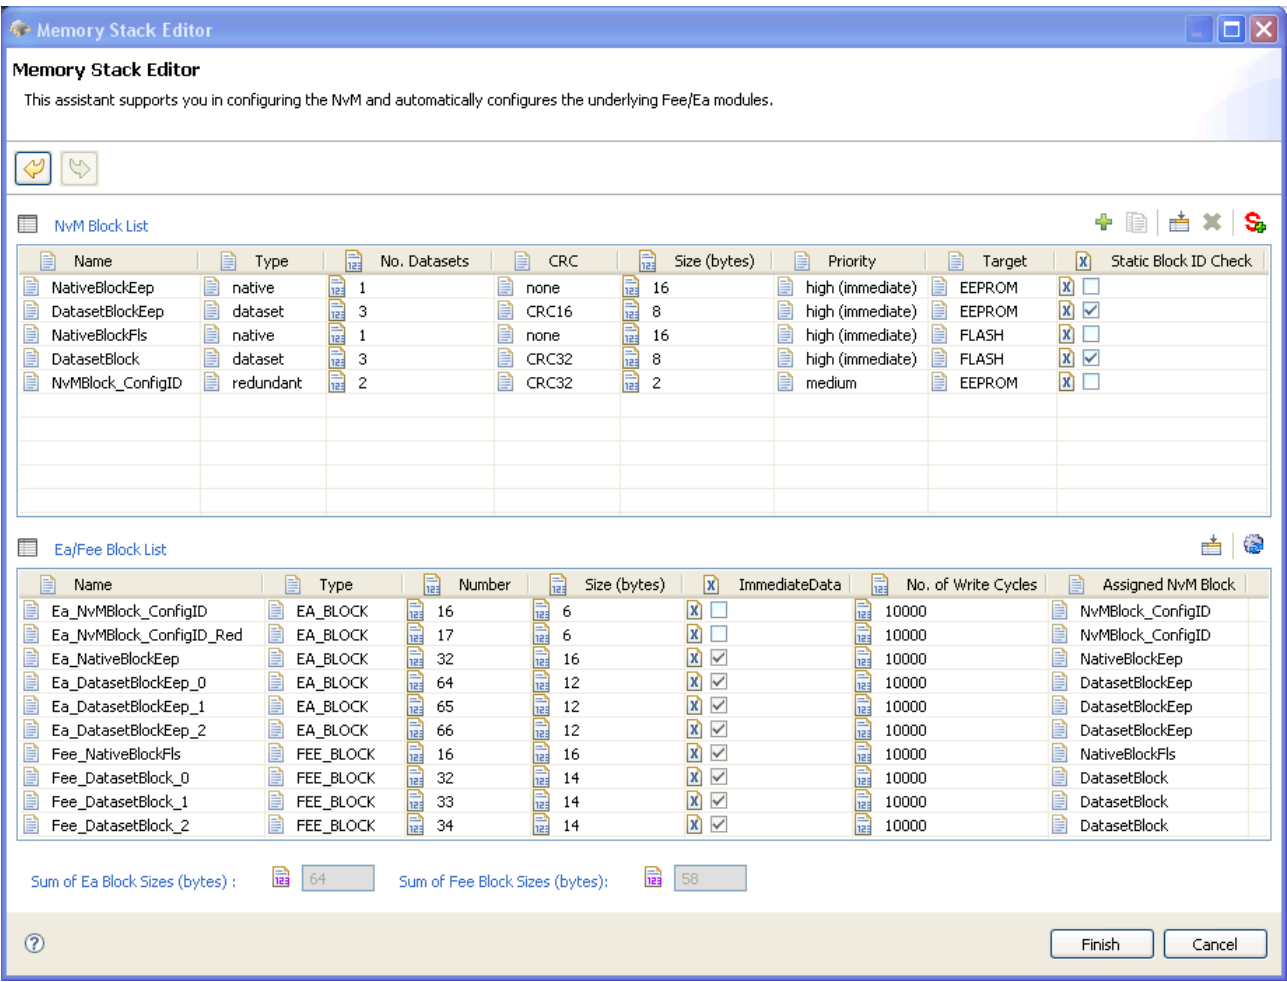 Memory Stack Editor
Memory Stack Editor
This assistant supports you in configuring the NvM and automatically configures the underlying Fee/Ea modules.
NvM Block List
Name Type No. Datasets CRC Size (bytes) Priority Target Static Block ID Check
NativeBlockEep native 1 none 16 high (immediate) EEPROM
DatasetBlockEep dataset 3 CRC16 8 high (immediate) EEPROM
NativeBlockFls native 1 none 16 high (immediate) FLASH
DatasetBlock dataset 3 CRC32 8 high (immediate) FLASH
NvMBlock_ConfigID redundant 2 CRC32 2 medium EEPROM
Ea/Fee Block List
Name Type Number Size (bytes) ImmediateData No. of Write Cycles Assigned NvM Block
Ea_NvMBlock_ConfigID EA_BLOCK 16 6 10000 NvMBlock_ConfigID
Ea_NvMBlock_ConfigID_Red EA_BLOCK 17 6 10000 NvMBlock_ConfigID
Ea_NativeBlockEep EA_BLOCK 32 16 10000 NativeBlockEep
Ea_DatasetBlockEep_0 EA_BLOCK 64 12 10000 DatasetBlockEep
Ea_DatasetBlockEep_1 EA_BLOCK 65 12 10000 DatasetBlockEep
Ea_DatasetBlockEep_2 EA_BLOCK 66 12 10000 DatasetBlockEep
Fee_NativeBlockFls FEE_BLOCK 16 16 10000 NativeBlockFls
Fee_DatasetBlock_0 FEE_BLOCK 32 14 10000 DatasetBlock
Fee_DatasetBlock_1 FEE_BLOCK 33 14 10000 DatasetBlock
Fee_DatasetBlock_2 FEE_BLOCK 34 14 10000 DatasetBlock
Sum of Ea Block Sizes (bytes) : 64 Sum of Fee Block Sizes (bytes): 58
Finish Cancel